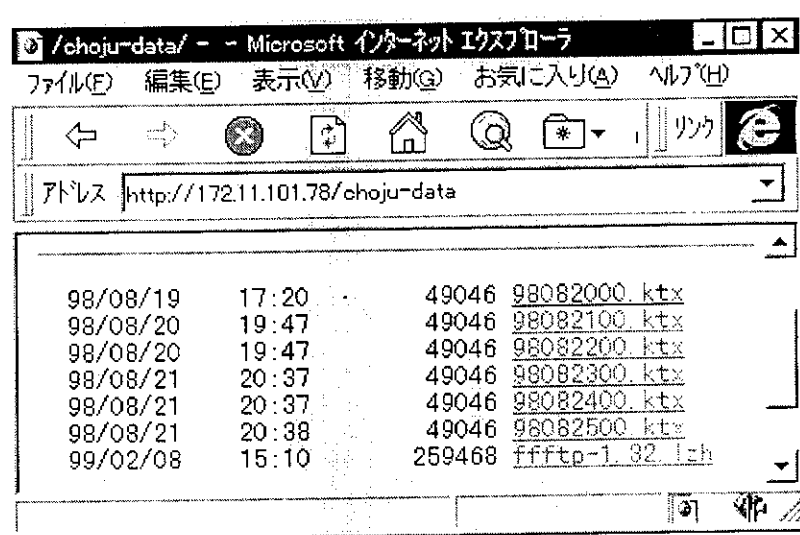 /choju-data/ - - Microsoft インターネット エクスプローラ
ファイル(F) 編集(E) 表示(V) 移動(G) お気に入り(A) ヘルプ(H)
リンク
アドレス http://172.11.101.78/choju-data
98/08/19 17:20 49046 98082000.ktx
98/08/20 19:47 49046 98082100.ktx
98/08/20 19:47 49046 98082200.ktx
98/08/21 20:37 49046 98082300.ktx
98/08/21 20:37 49046 98082400.ktx
98/08/21 20:38 49046 98082500.ktx
99/02/08 15:10 259468 ffftp-1.32.lzh